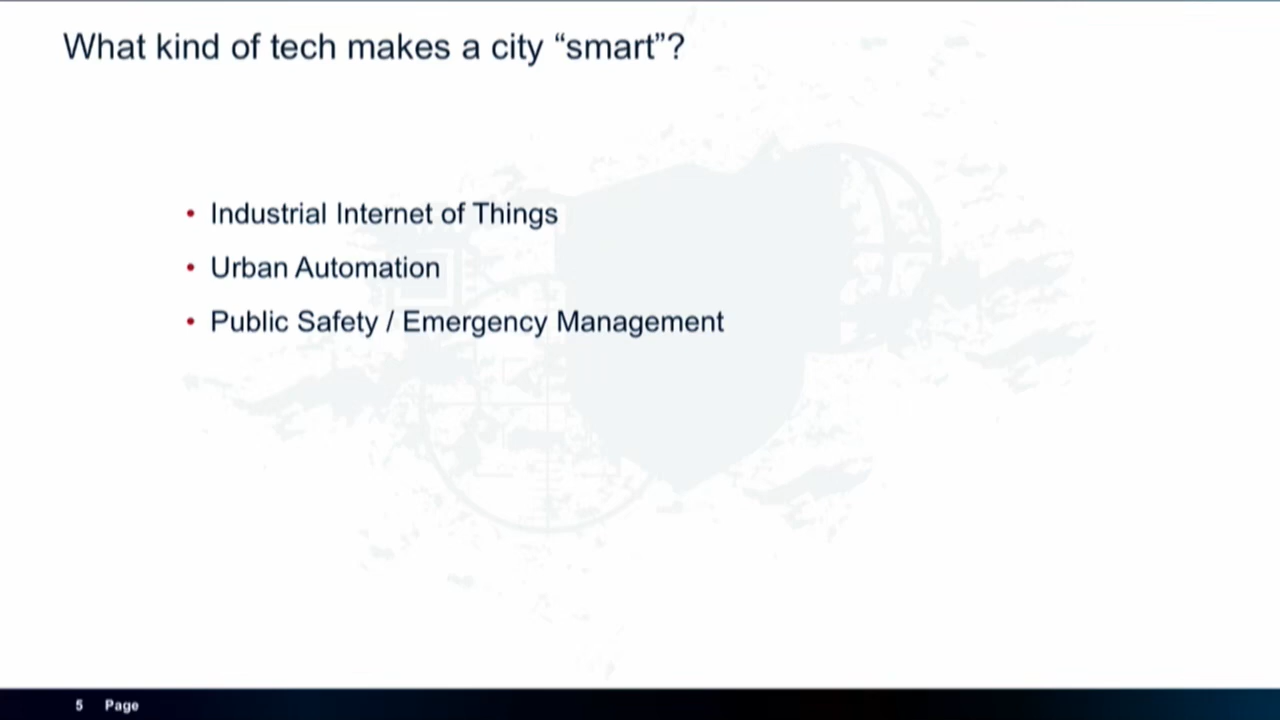 What kind of tech makes a city “smart”?
• Industrial Internet of Things
• Urban Automation
• Public Safety / Emergency Management
5 Page